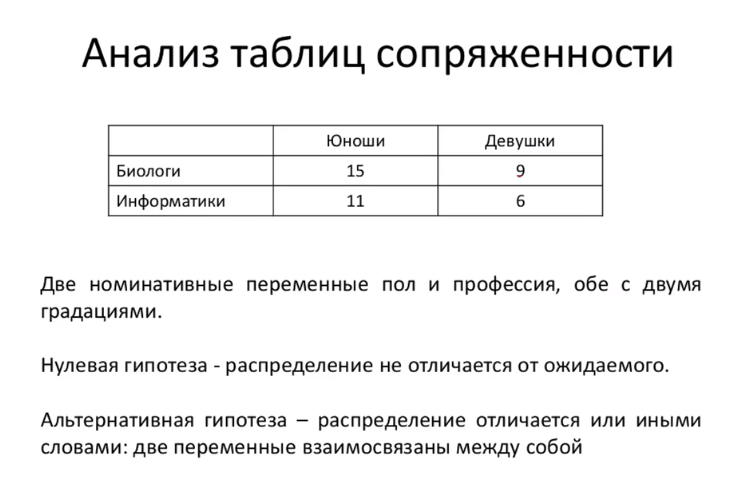 Анализ таблиц сопряженности
Юноши Девушки
Биологи 15 9
Информатики 11 6
Две номинативные переменные пол и профессия, обе с двумя
градациями.
Нулевая гипотеза - распределение не отличается от ожидаемого.
Альтернативная гипотеза – распределение отличается или иными
словами: две переменные взаимосвязаны между собой